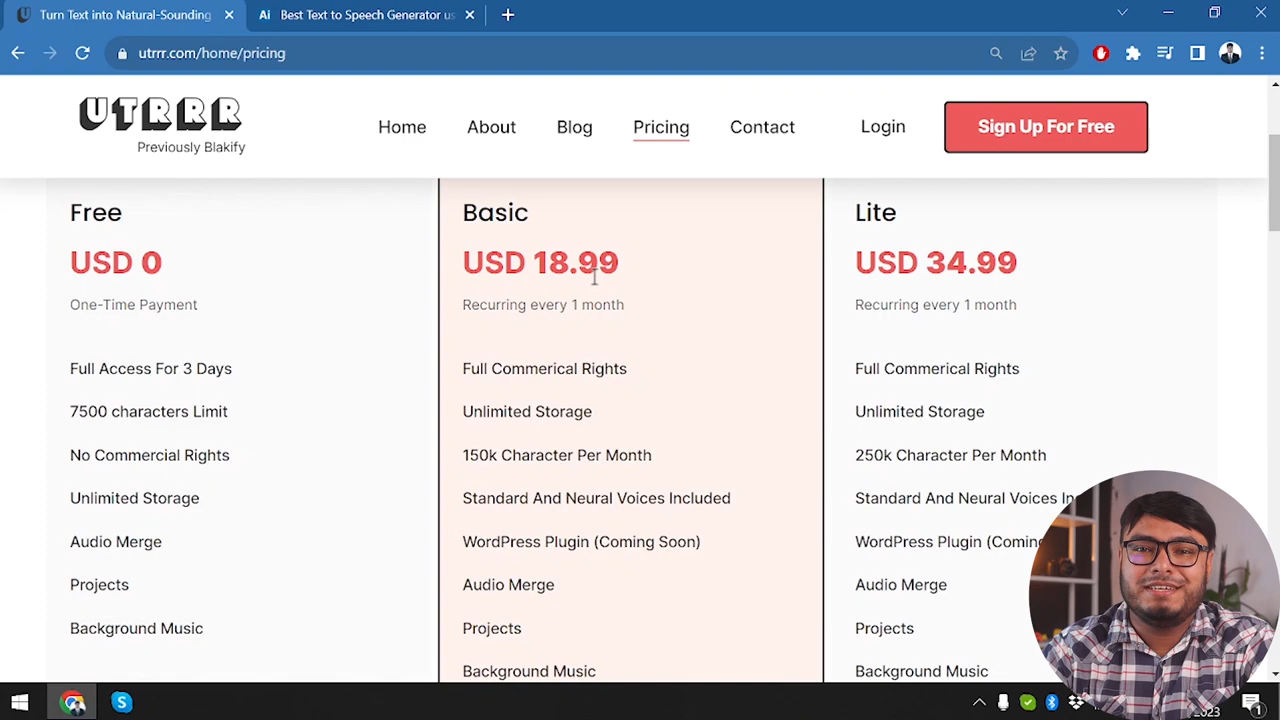 Turn Text into Natural-Sounding
Best Text to Speech Generator us
utrrr.com/home/pricing
UTRRR
Previously Blakify
Home
About
Blog
Pricing
Contact
Login
Sign Up For Free
Free
USD 0
One-Time Payment
Full Access For 3 Days
7500 characters Limit
No Commercial Rights
Unlimited Storage
Audio Merge
Projects
Background Music
Basic
USD 18.99
Recurring every 1 month
Full Commerical Rights
Unlimited Storage
150k Character Per Month
Standard And Neural Voices Included
WordPress Plugin (Coming Soon)
Audio Merge
Projects
Background Music
Lite
USD 34.99
Recurring every 1 month
Full Commerical Rights
Unlimited Storage
250k Character Per Month
Standard And Neural Voices In
WordPress Plugin (Coming
Audio Merge
Projects
Background Music
2023